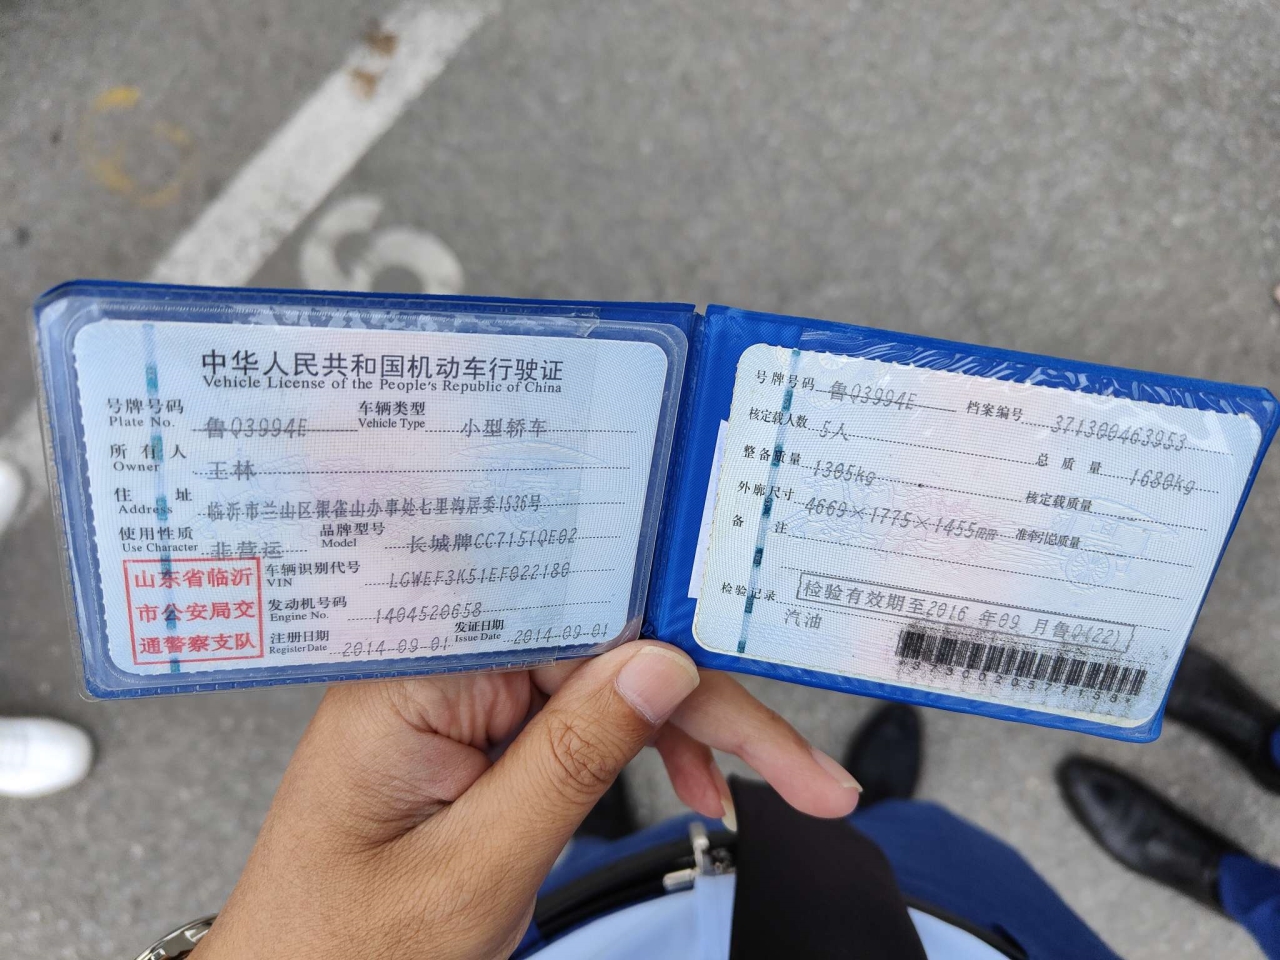 中华人民共和国机动车行驶证
Vehicle License of the People's Republic of China
号牌号码 Plate No. 鲁Q3994E 车辆类型 Vehicle Type 小型轿车
所有人 Owner 王林
住址 Address 临沂市兰山区银雀山办事处七里沟居委1536号
使用性质 Use Character 非营运 品牌型号 Model 长城牌CC7151QE02
车辆识别代号 VIN LGWEF3K51EF022180
发动机号码 Engine No. 1404520658
注册日期 Register Date 2014-09-01 发证日期 Issue Date 2014-09-01
山东省临沂
市公安局交
通警察支队
号牌号码 鲁Q3994E 档案编号 371300463953
核定载人数 5人 总质量 1680kg
整备质量 1305kg 核定载质量
外廓尺寸 4669×1775×1455mm 准牵引总质量
备注
检验记录 检验有效期至2016年09月鲁Q(22)
汽油
6